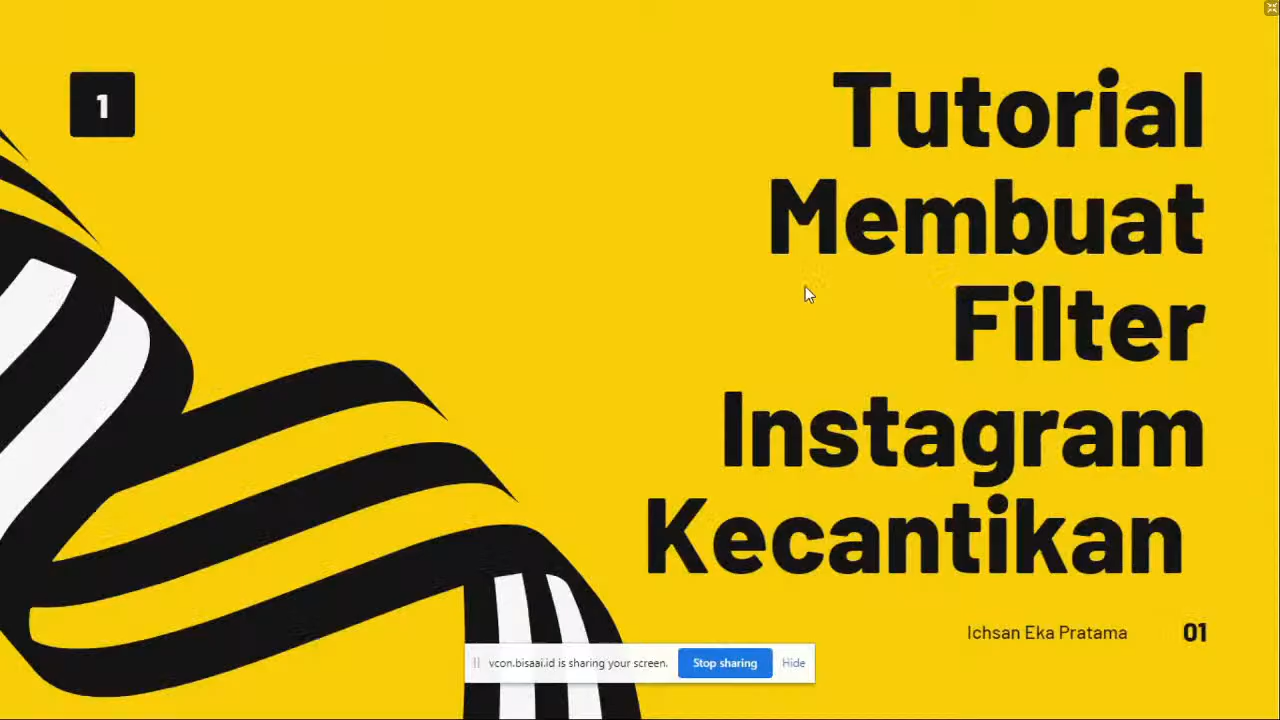 1
Tutorial
Membuat
Filter
Instagram
Kecantikan
Ichsan Eka Pratama 01
vcon.bisaai.id is sharing your screen. Stop sharing Hide